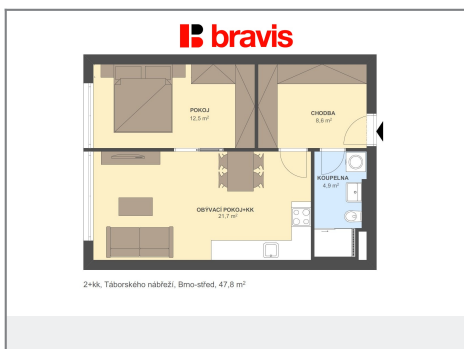 bravis
POKOJ
12,5 m²
CHODBA
8,6 m²
KOUPELNA
4,9 m²
OBÝVACÍ POKOJ+KK
21,7 m²
2+kk, Táborského nábřeží, Brno-střed, 47,8 m²